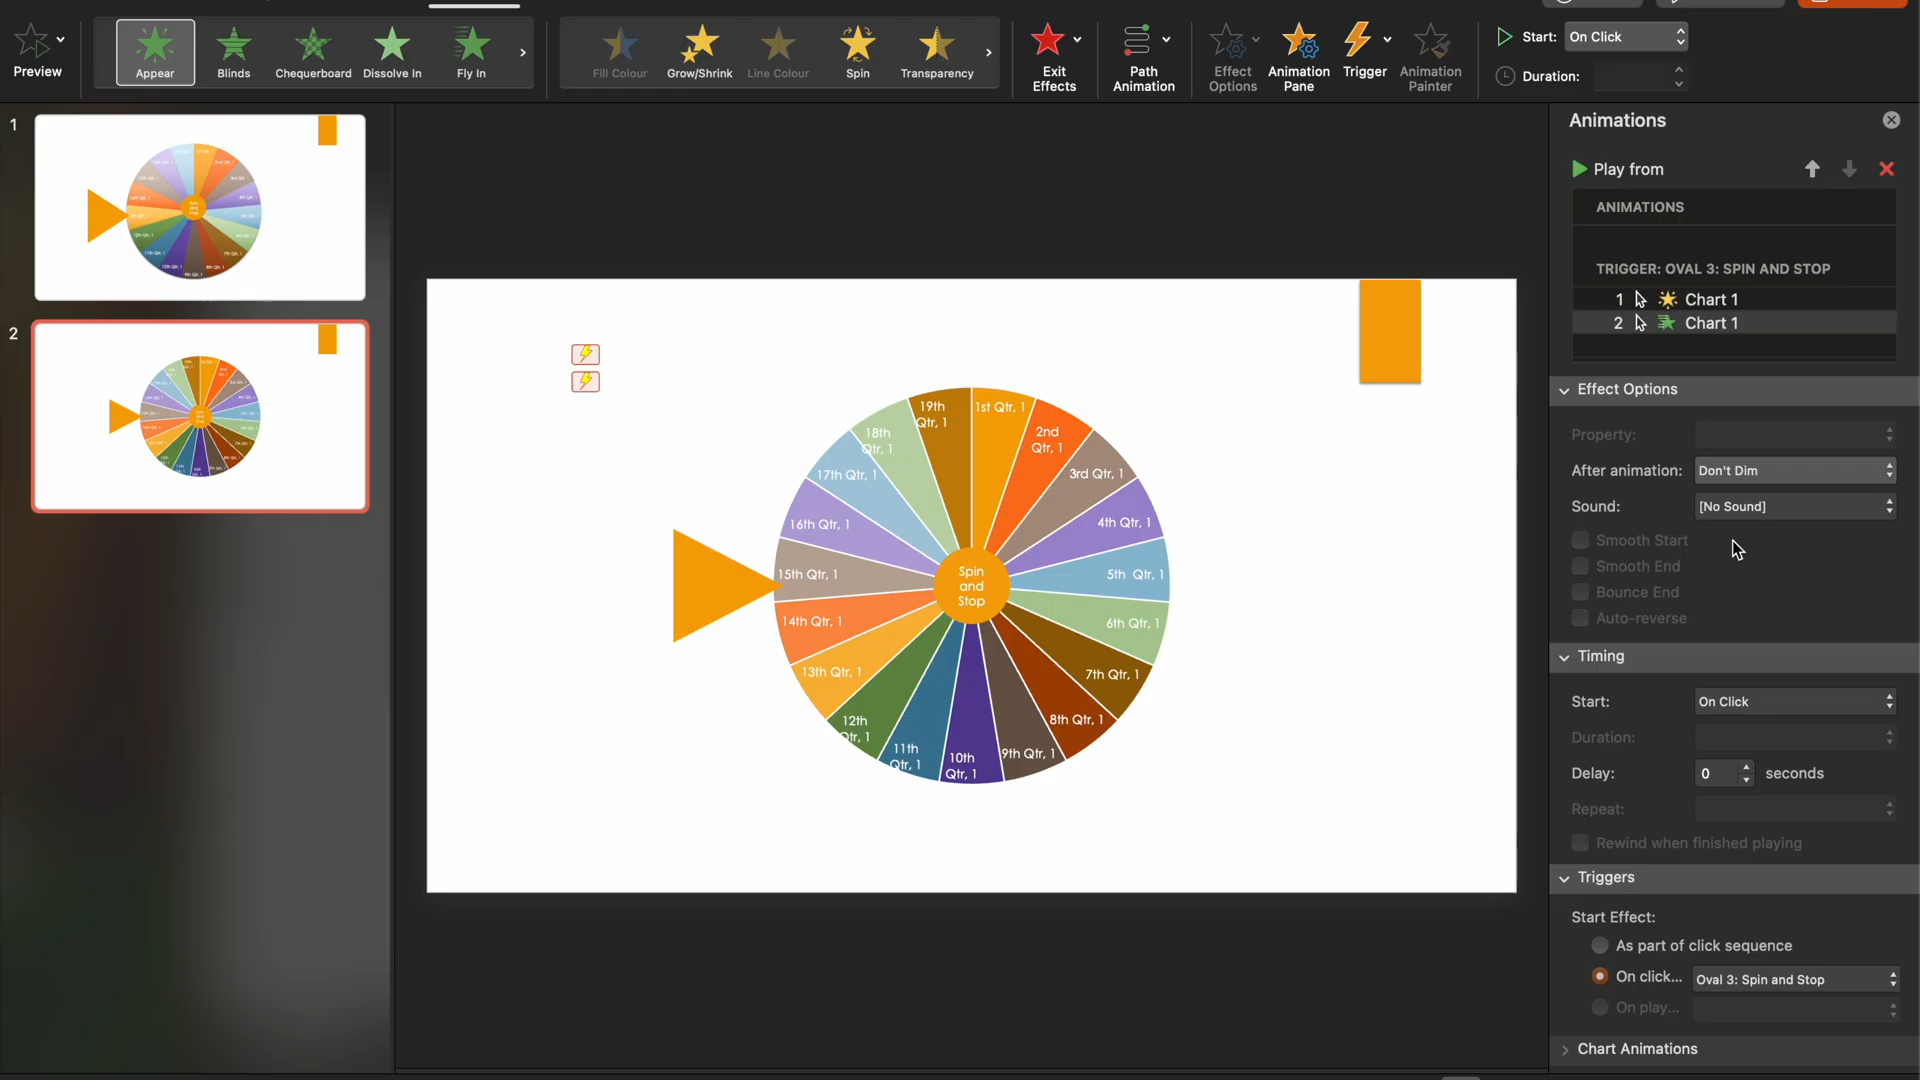 Preview
Appear
Blinds
Chequerboard
Dissolve In
Fly In
Fill Colour
Grow/Shrink
Line Colour
Spin
Transparency
Exit
Effects
Path
Animation
Effect
Options
Animation
Pane
Trigger
Animation
Painter
Start: On Click
Duration:
1
2
19th
Qtr, 1
1st Qtr, 1
2nd
Qtr, 1
3rd Qtr, 1
4th Qtr, 1
5th Qtr, 1
6th Qtr, 1
7th Qtr, 1
8th Qtr, 1
9th Qtr, 1
10th
Qtr, 1
11th
Qtr, 1
12th
Qtr, 1
13th Qtr, 1
14th Qtr, 1
15th Qtr, 1
16th Qtr, 1
17th Qtr, 1
18th
Qtr, 1
Spin
and
Stop
Animations
Play from
ANIMATIONS
TRIGGER: OVAL 3: SPIN AND STOP
1 Chart 1
2 Chart 1
Effect Options
Property:
After animation: Don't Dim
Sound: [No Sound]
Smooth Start
Smooth End
Bounce End
Auto-reverse
Timing
Start: On Click
Duration:
Delay: 0 seconds
Repeat:
Rewind when finished playing
Triggers
Start Effect:
As part of click sequence
On click... Oval 3: Spin and Stop
On play...
Chart Animations